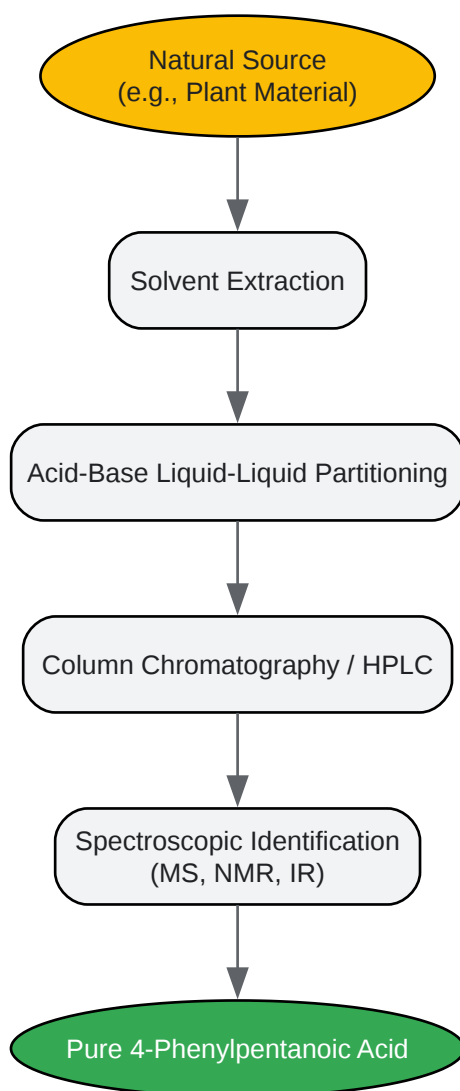 Natural Source
(e.g., Plant Material)
Solvent Extraction
Acid-Base Liquid-Liquid Partitioning
Column Chromatography / HPLC
Spectroscopic Identification
(MS, NMR, IR)
Pure 4-Phenylpentanoic Acid